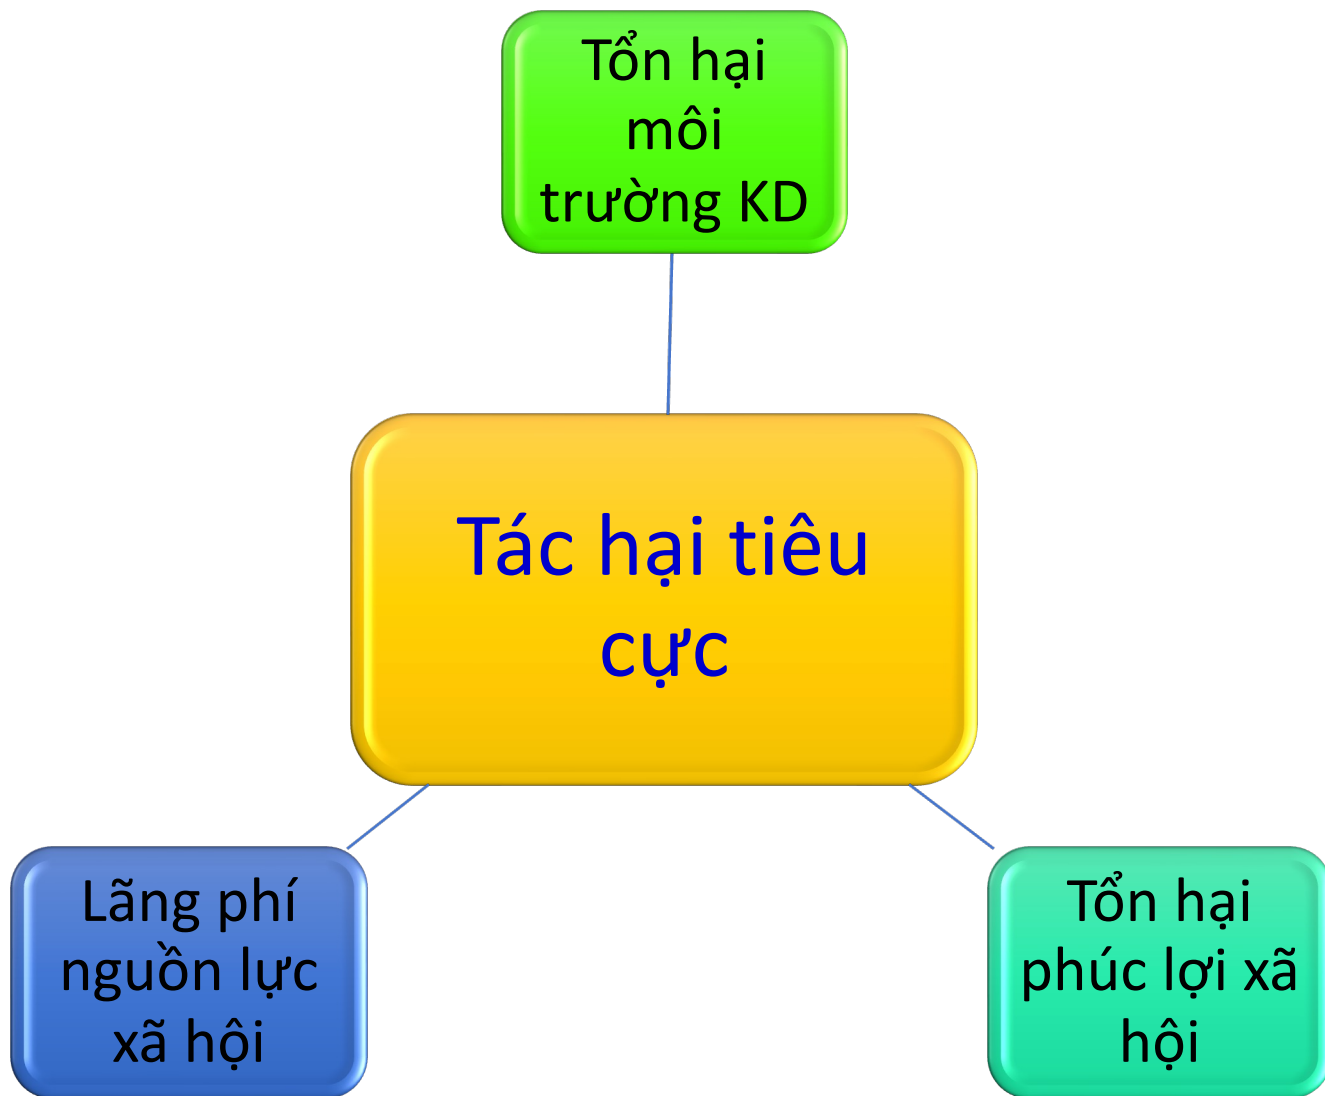 Tổn hại
môi
trường KD
Tác hại tiêu
cực
Lãng phí
nguồn lực
xã hội
Tổn hại
phúc lợi xã
hội